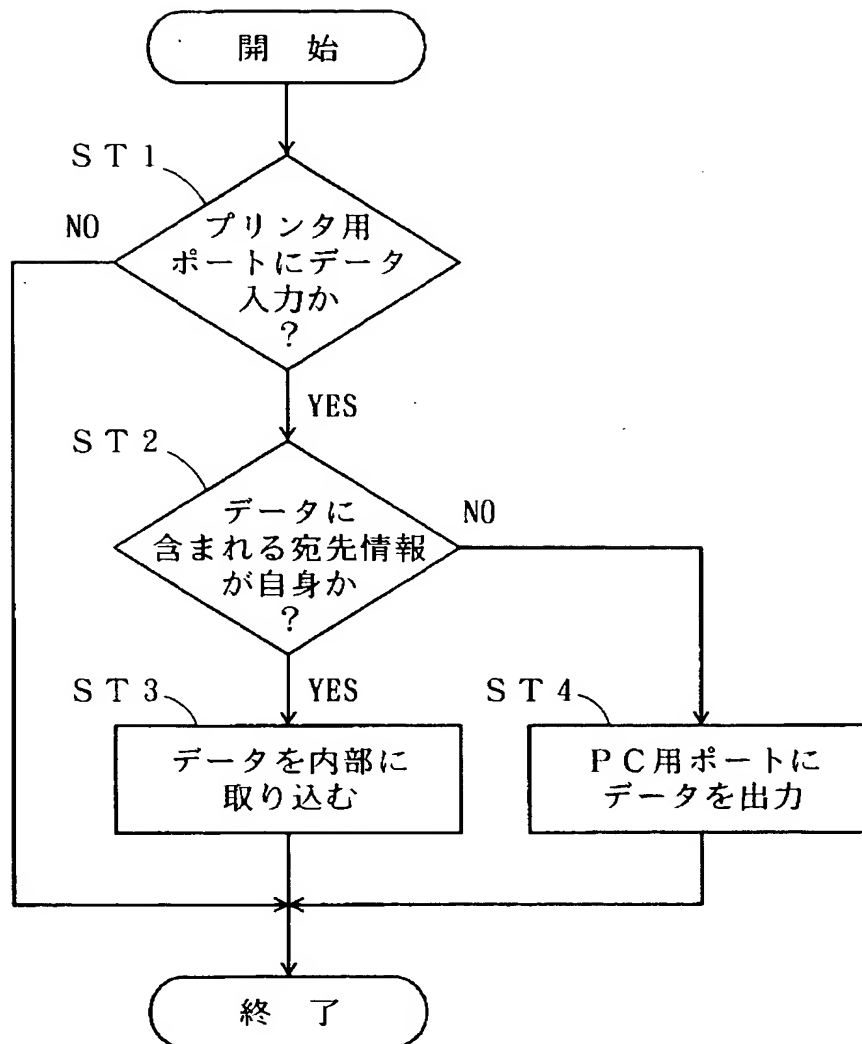 開 始
ST1
NO
プリンタ用
ポートにデータ
入力か
?
YES
ST2
データに
含まれる宛先情報
が自身か
?
NO
ST3
YES
ST4
データを内部に
取り込む
PC用ポートに
データを出力
終 了